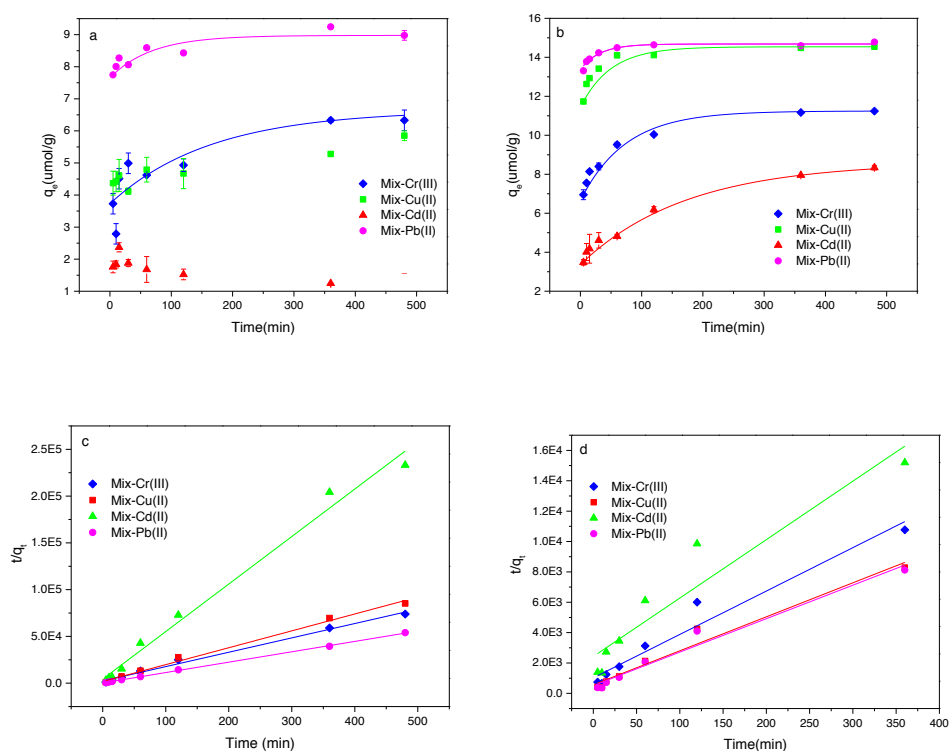 a
9
8
7
6
5
4
3
2
1
qe(umol/g)
Mix-Cr(III)
Mix-Cu(II)
Mix-Cd(II)
Mix-Pb(II)
0 100 200 300 400 500
Time(min)
b
16
14
12
10
8
6
4
2
qe(umol/g)
Mix-Cr(III)
Mix-Cu(II)
Mix-Cd(II)
Mix-Pb(II)
0 100 200 300 400 500
Time(min)
c
2.5E5
2.0E5
1.5E5
1.0E5
5.0E4
0.0
t/qt
Mix-Cr(III)
Mix-Cu(II)
Mix-Cd(II)
Mix-Pb(II)
0 100 200 300 400 500
Time (min)
d
1.6E4
1.4E4
1.2E4
1.0E4
8.0E3
6.0E3
4.0E3
2.0E3
0.0
t/qt
Mix-Cr(III)
Mix-Cu(II)
Mix-Cd(II)
Mix-Pb(II)
0 50 100 150 200 250 300 350 400
Time(min)